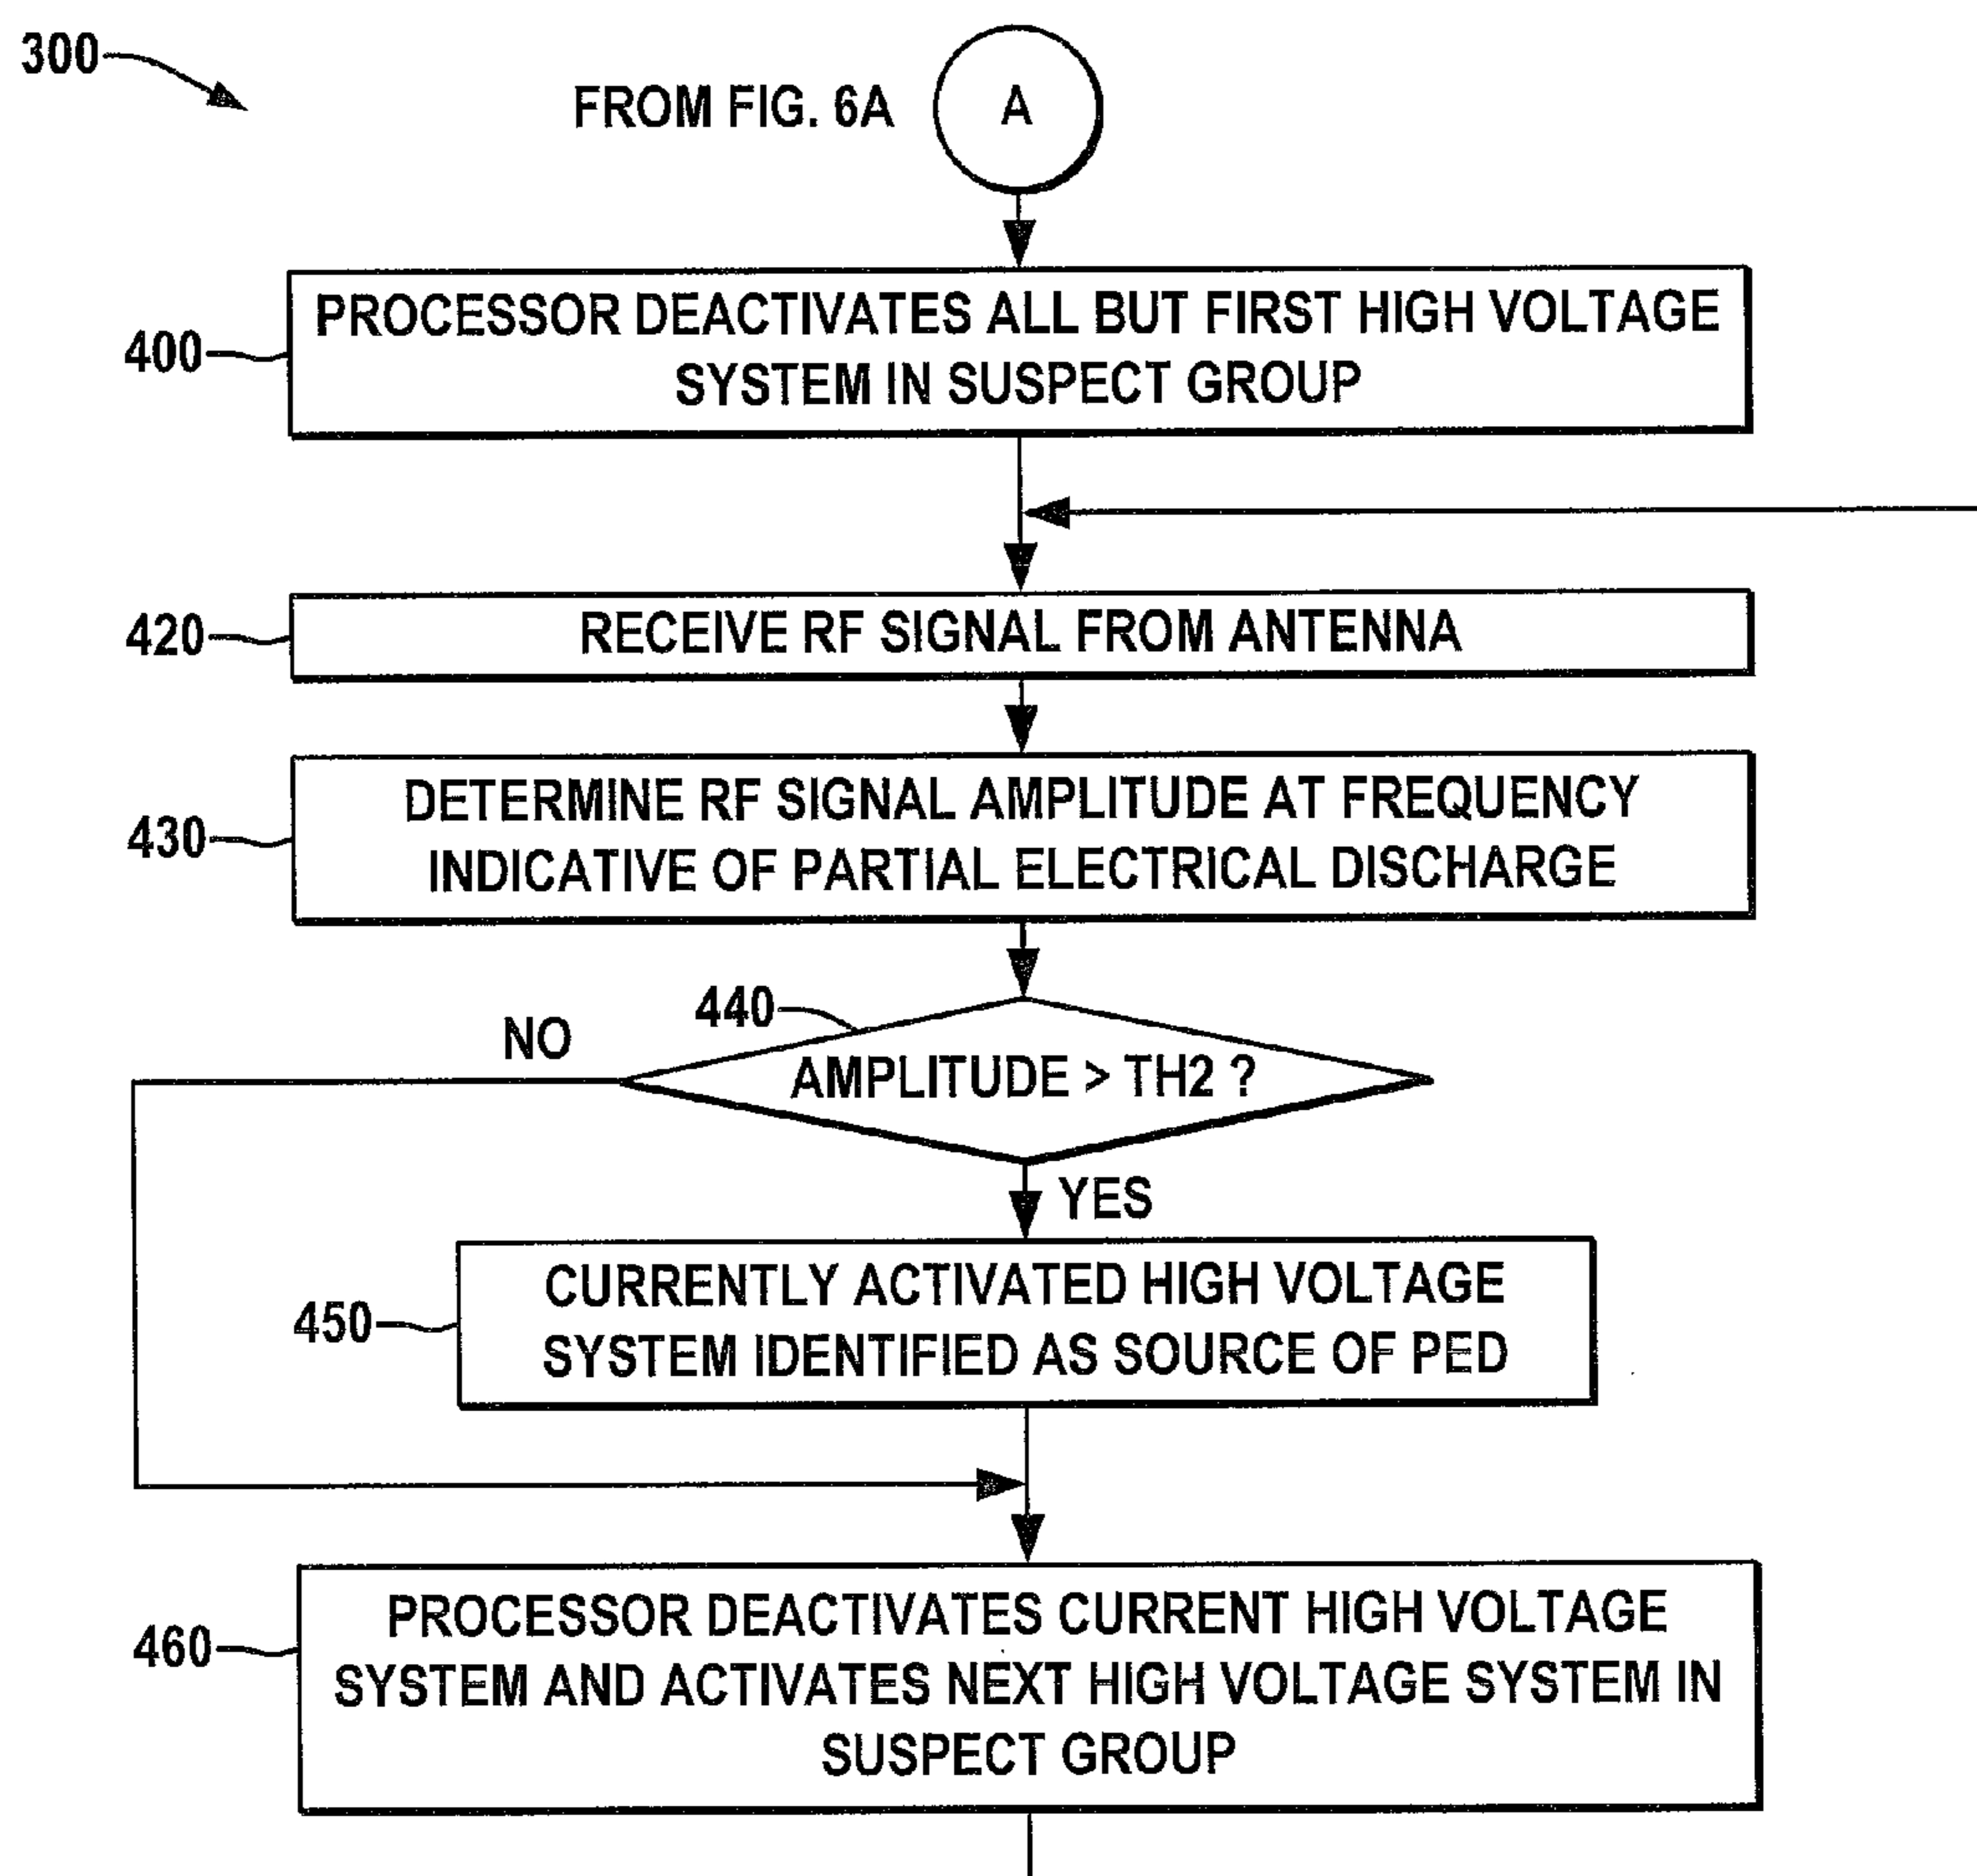 300
FROM FIG. 6A
A
400
PROCESSOR DEACTIVATES ALL BUT FIRST HIGH VOLTAGE
SYSTEM IN SUSPECT GROUP
420
RECEIVE RF SIGNAL FROM ANTENNA
430
DETERMINE RF SIGNAL AMPLITUDE AT FREQUENCY
INDICATIVE OF PARTIAL ELECTRICAL DISCHARGE
440
NO
AMPLITUDE > TH2 ?
YES
450
CURRENTLY ACTIVATED HIGH VOLTAGE
SYSTEM IDENTIFIED AS SOURCE OF PED
460
PROCESSOR DEACTIVATES CURRENT HIGH VOLTAGE
SYSTEM AND ACTIVATES NEXT HIGH VOLTAGE SYSTEM IN
SUSPECT GROUP